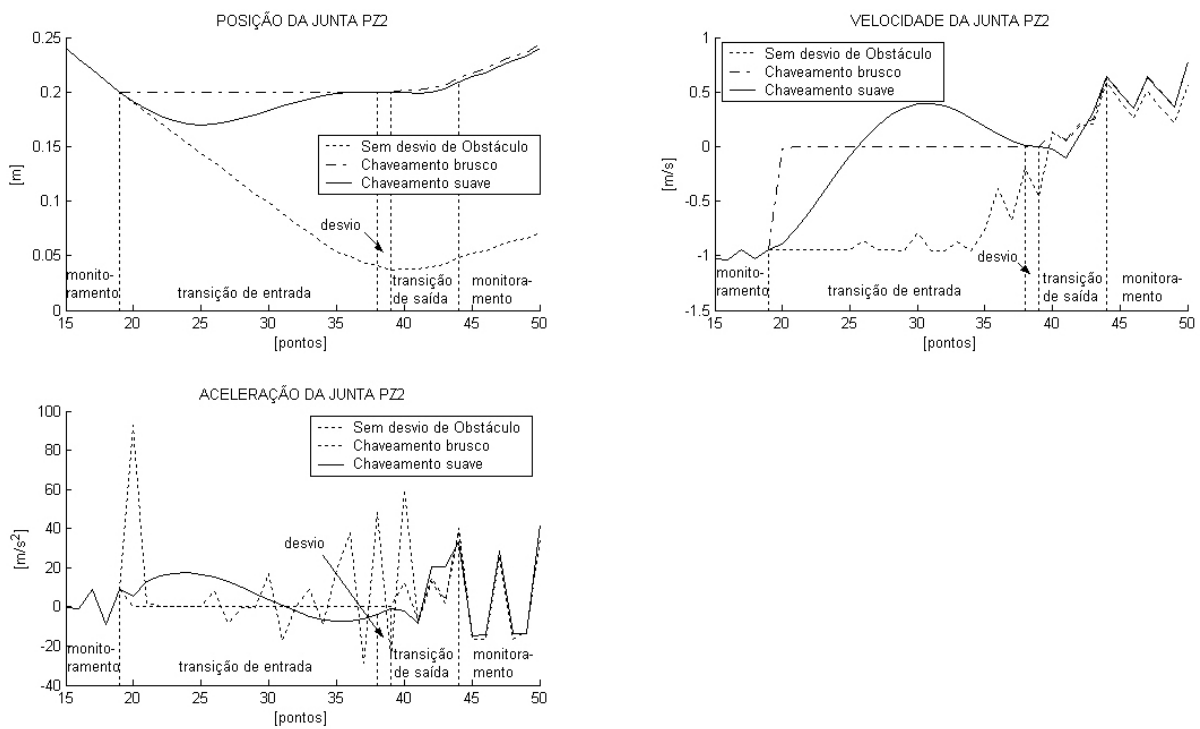 POSIÇÃO DA JUNTA PZ2
0.25
0.2
0.15
0.1
0.05
0
[m]
Sem desvio de Obstáculo
Chaveamento brusco
Chaveamento suave
desvio
monito-
ramento
transição de entrada
transição
de saída
monitora-
mento
15 20 25 30 35 40 45 50
[pontos]
VELOCIDADE DA JUNTA PZ2
1
0.5
0
-0.5
-1
-1.5
[m/s]
Sem desvio de Obstáculo
Chaveamento brusco
Chaveamento suave
desvio
monito-
ramento
transição de entrada
transição
de saída
monitora-
mento
15 20 25 30 35 40 45 50
[pontos]
ACELERAÇÃO DA JUNTA PZ2
100
80
60
40
20
0
-20
-40
[m/s²]
Sem desvio de Obstáculo
Chaveamento brusco
Chaveamento suave
desvio
monito-
ramento
transição de entrada
transição
de saída
monitora-
mento
15 20 25 30 35 40 45 50
[pontos]